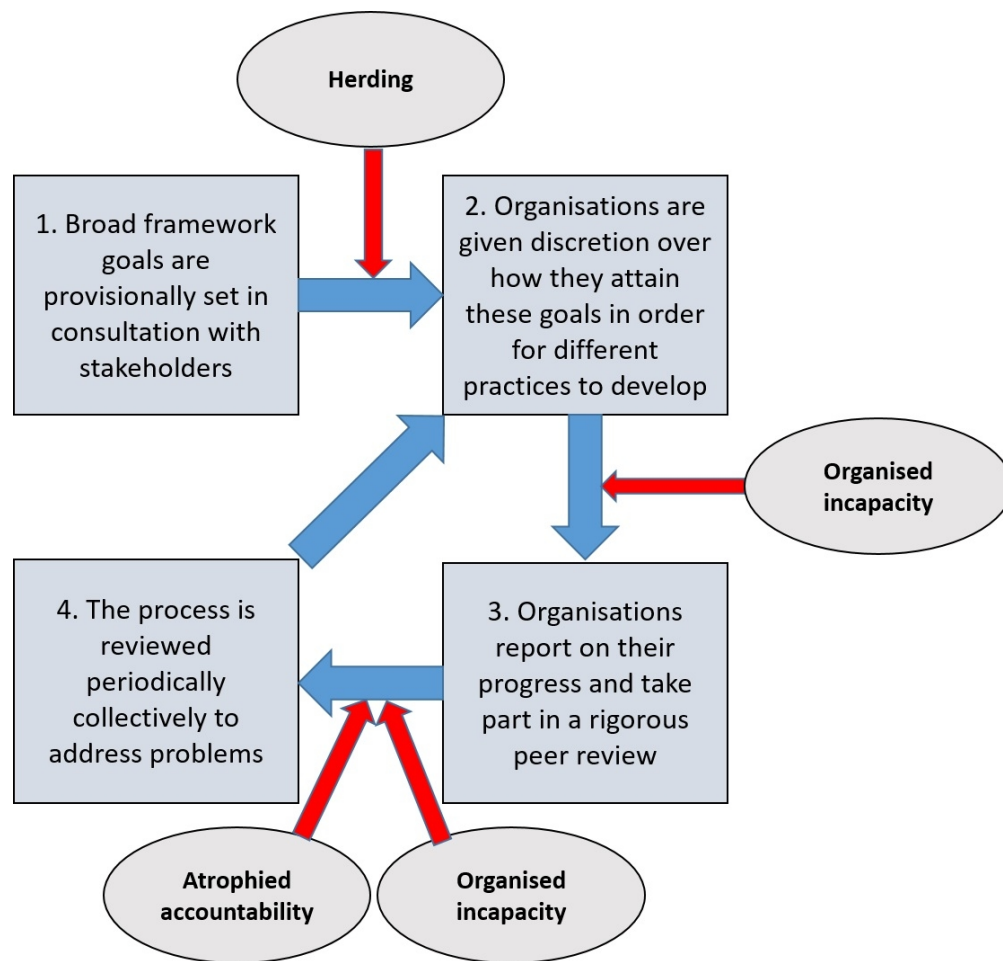 Herding
1. Broad framework
goals are
provisionally set in
consultation with
stakeholders
2. Organisations are
given discretion over
how they attain
these goals in order
for different
practices to develop
Organised
incapacity
4. The process is
reviewed
periodically
collectively to
address problems
3. Organisations
report on their
progress and take
part in a rigorous
peer review
Atrophied
accountability
Organised
incapacity